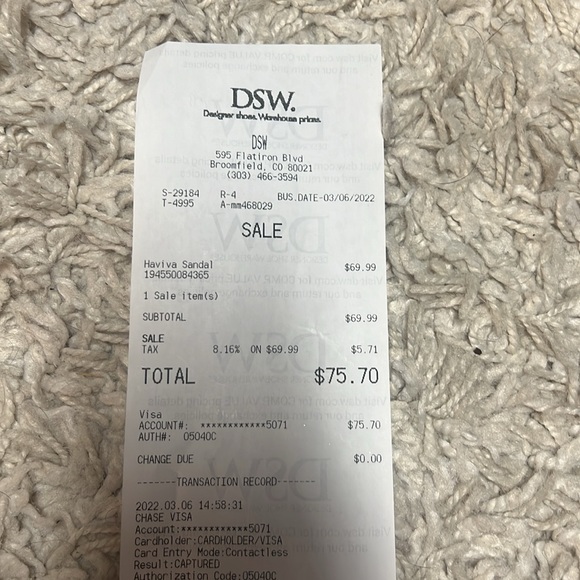 DSW.
Designer shoes. Warehouse prices.
DSW
595 Flatiron Blvd
Broomfield, CO 80021
(303) 466-3594
S-29184 R-4 BUS.DATE-03/06/2022
T-4995 A-mm468029
SALE
Haviva Sandal $69.99
194550084365
1 Sale item(s)
SUBTOTAL $69.99
SALE
TAX 8.16% ON $69.99 $5.71
TOTAL $75.70
Visa
ACCOUNT#: ************5071 $75.70
AUTH#: 05040C
CHANGE DUE $0.00
-------TRANSACTION RECORD-------
2022.03.06 14:58:31
CHASE VISA
Account:************5071
Cardholder:CARDHOLDER/VISA
Card Entry Mode:Contactless
Result:CAPTURED
Authorization Code:05040C